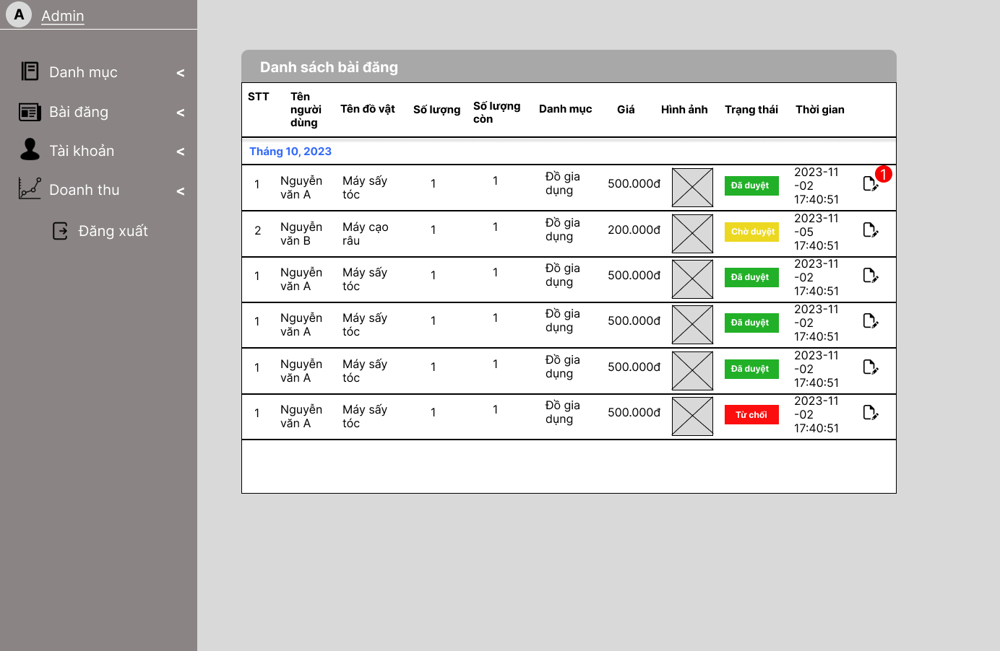 A Admin
Danh mục <
Bài đăng <
Tài khoản <
Doanh thu <
Đăng xuất
Danh sách bài đăng
STT
Tên
người
dùng
Tên đồ vật
Số lượng
Số lượng
còn
Danh mục
Giá
Hình ảnh
Trạng thái
Thời gian
Tháng 10, 2023
1
Nguyễn
văn A
Máy sấy
tóc
1
1
Đồ gia
dụng
500.000đ
Đã duyệt
2023-11
-02
17:40:51
1
2
Nguyễn
văn B
Máy cạo
râu
1
1
Đồ gia
dụng
200.000đ
Chờ duyệt
2023-11
-05
17:40:51
1
Nguyễn
văn A
Máy sấy
tóc
1
1
Đồ gia
dụng
500.000đ
Đã duyệt
2023-11
-02
17:40:51
1
Nguyễn
văn A
Máy sấy
tóc
1
1
Đồ gia
dụng
500.000đ
Đã duyệt
2023-11
-02
17:40:51
1
Nguyễn
văn A
Máy sấy
tóc
1
1
Đồ gia
dụng
500.000đ
Đã duyệt
2023-11
-02
17:40:51
1
Nguyễn
văn A
Máy sấy
tóc
1
1
Đồ gia
dụng
500.000đ
Từ chối
2023-11
-02
17:40:51